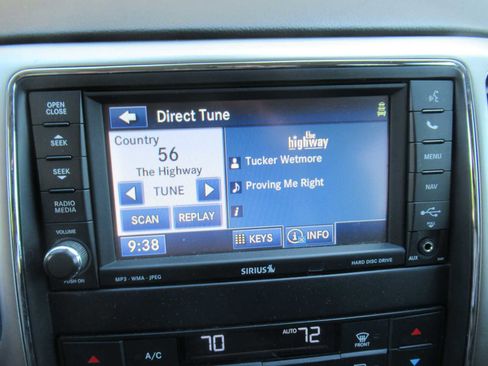 OPEN
CLOSE
SEEK
SEEK
RADIO
MEDIA
VOLUME
PUSH ON
Direct Tune
Country
56
The Highway
TUNE
SCAN
REPLAY
9:38
the
highway
Tucker Wetmore
Proving Me Right
i
KEYS
i INFO
MENU
NAV
AUX
MP3 - WMA - JPEG
SIRIUS
HARD DISC DRIVE
A/C
70
AUTO 72
FRONT